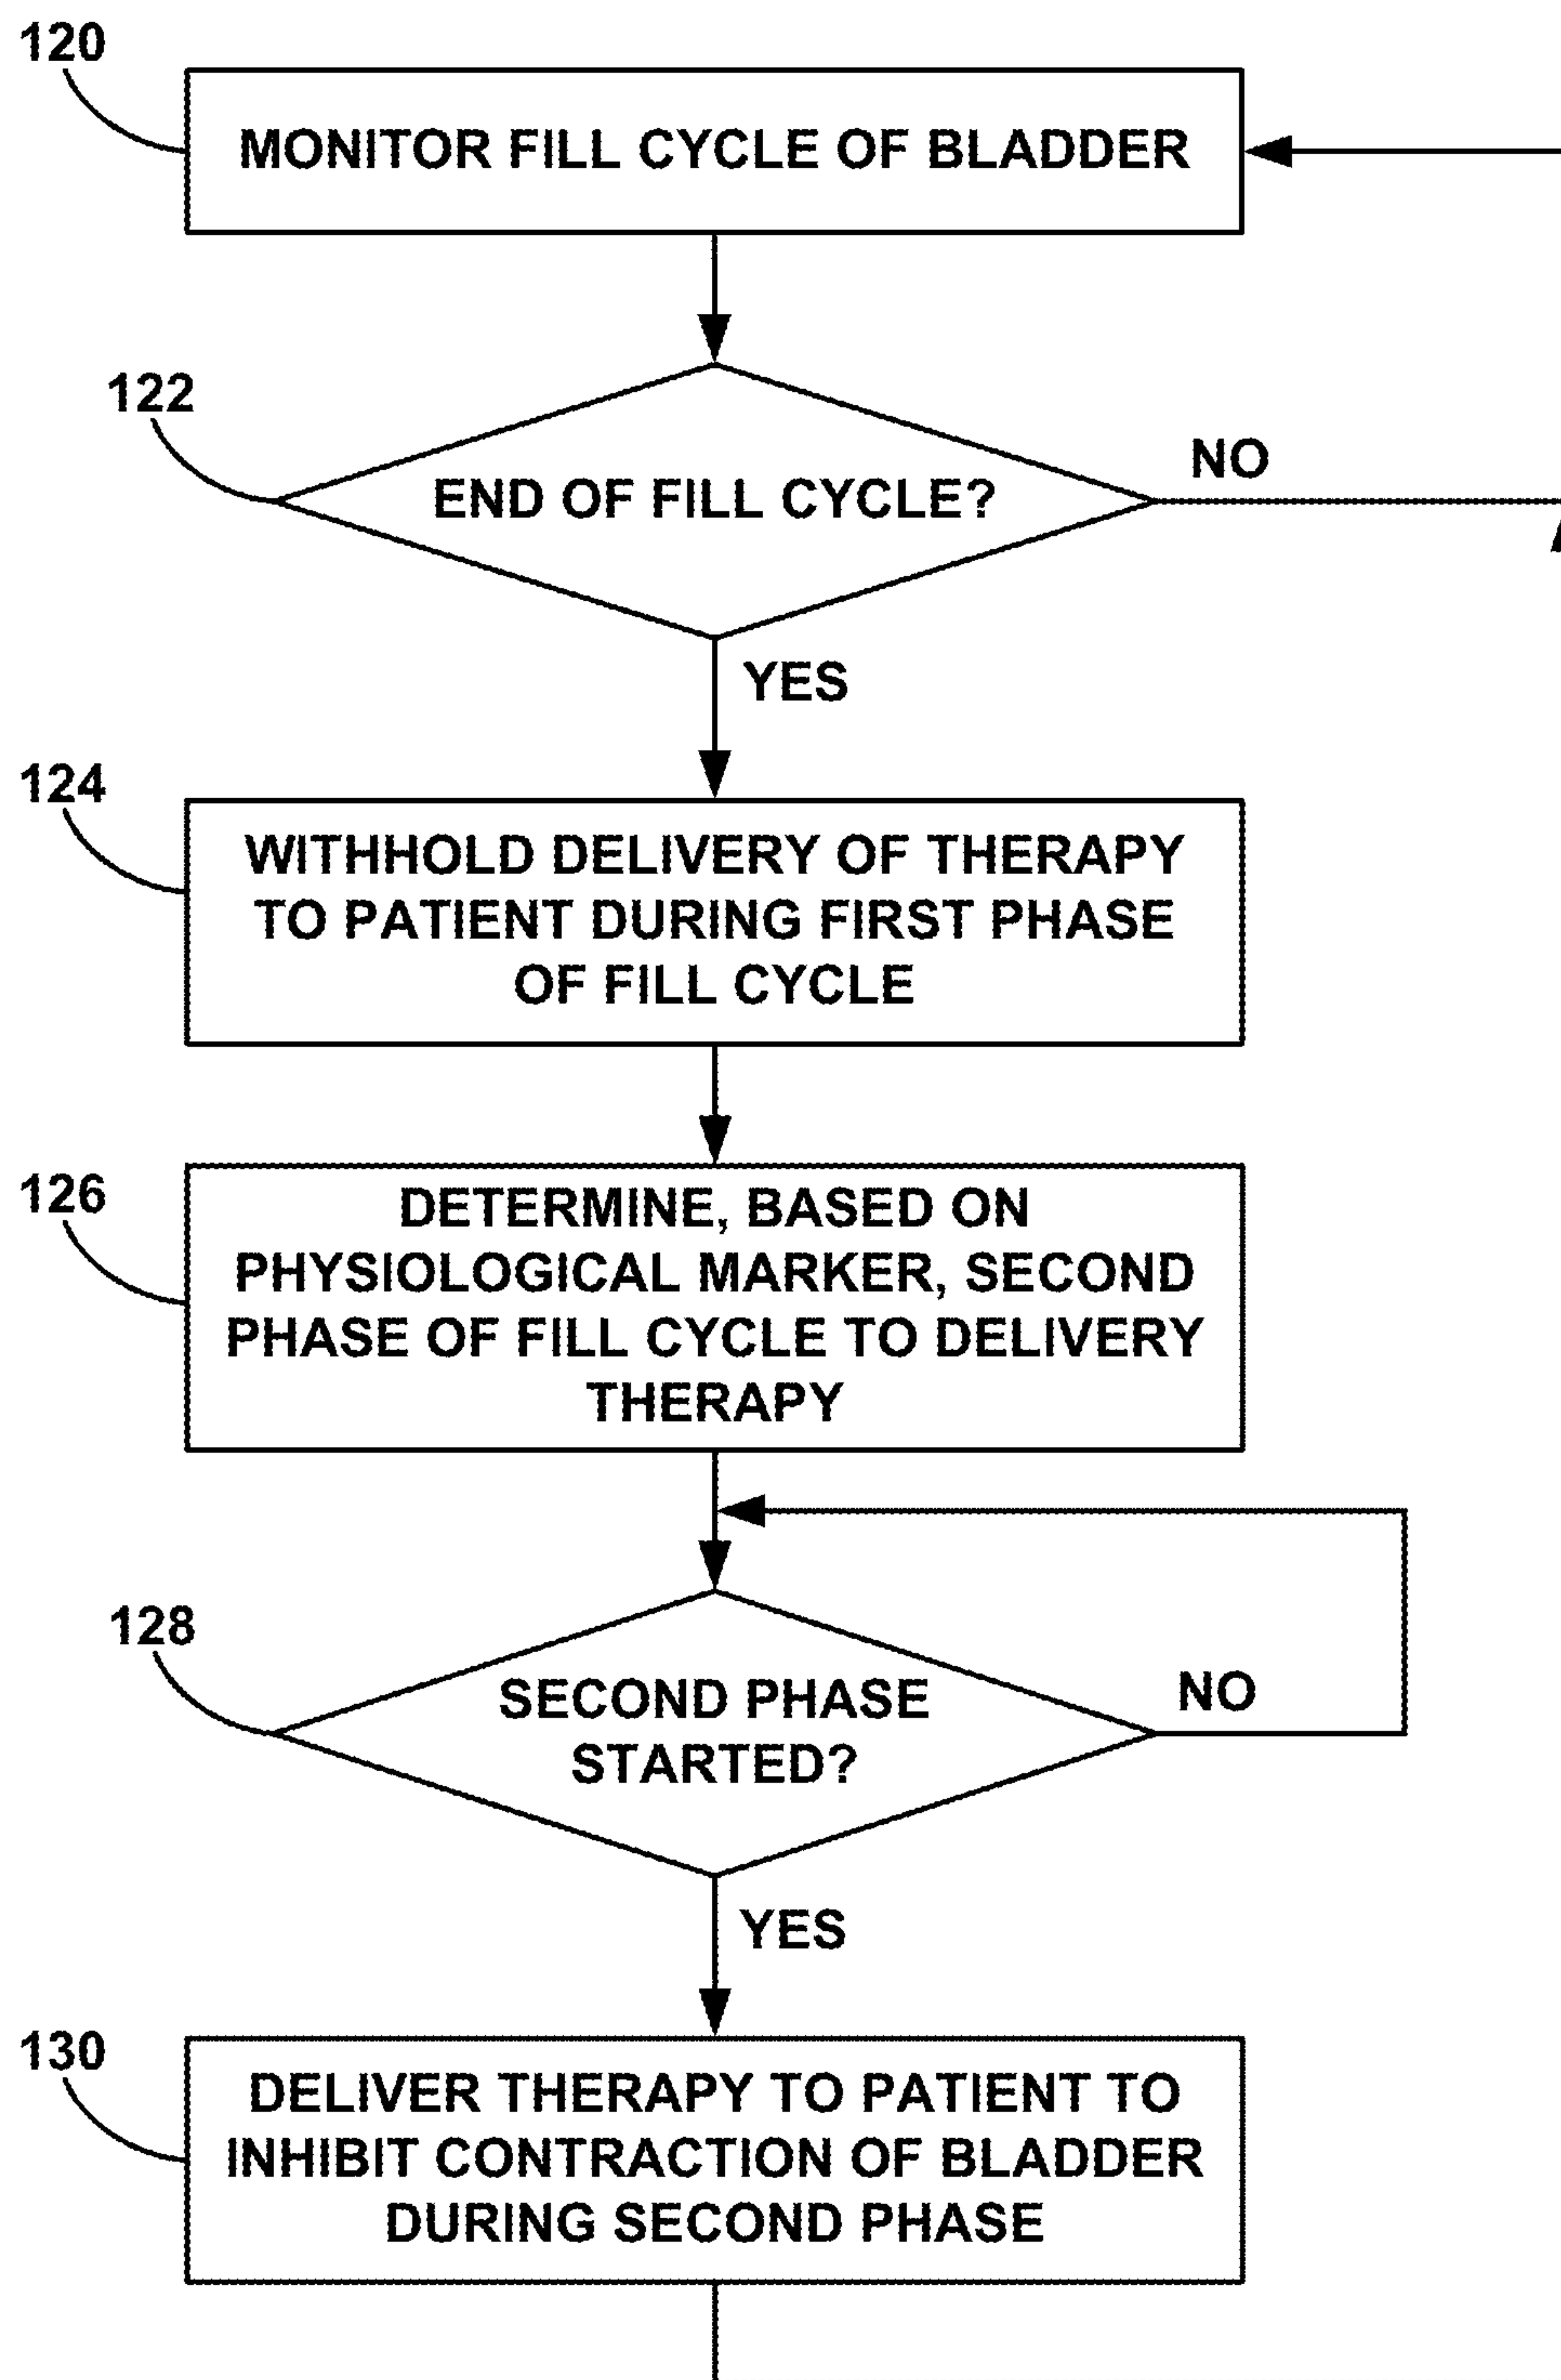 120
MONITOR FILL CYCLE OF BLADDER
122
END OF FILL CYCLE?
NO
YES
124
WITHHOLD DELIVERY OF THERAPY
TO PATIENT DURING FIRST PHASE
OF FILL CYCLE
126
DETERMINE, BASED ON
PHYSIOLOGICAL MARKER, SECOND
PHASE OF FILL CYCLE TO DELIVERY
THERAPY
128
SECOND PHASE
STARTED?
NO
YES
130
DELIVER THERAPY TO PATIENT TO
INHIBIT CONTRACTION OF BLADDER
DURING SECOND PHASE